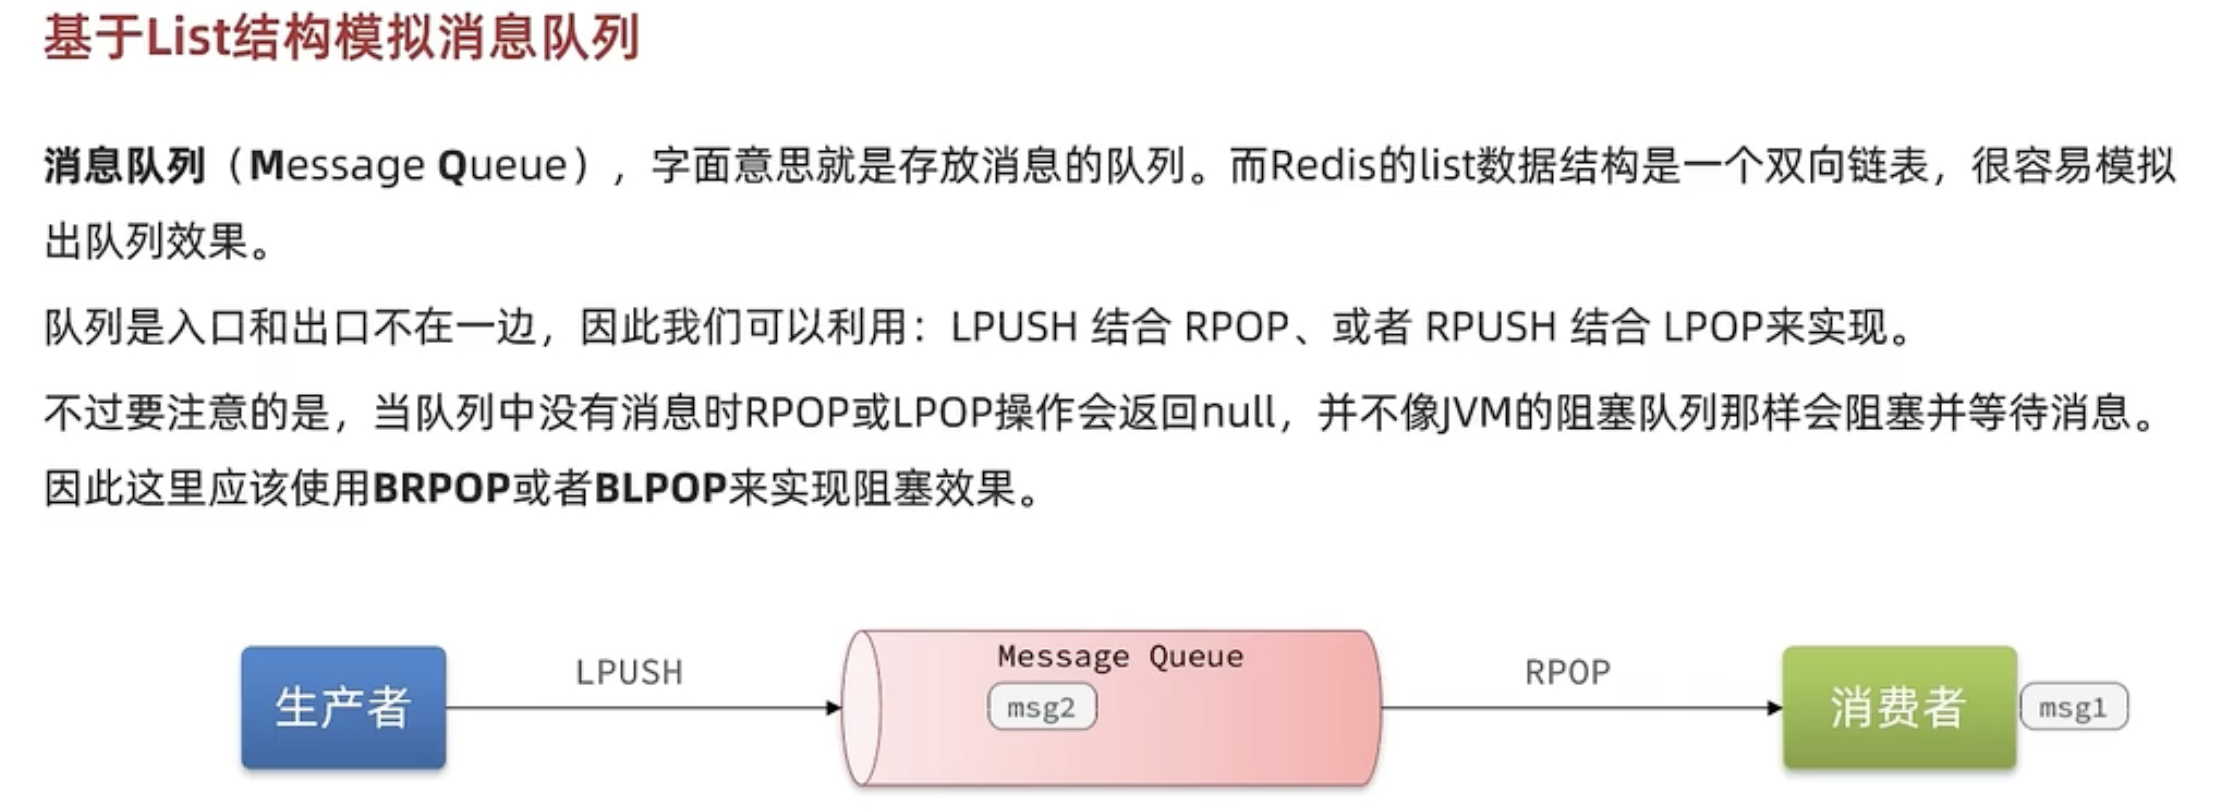 基于List结构模拟消息队列
消息队列（Message Queue），字面意思就是存放消息的队列。而Redis的list数据结构是一个双向链表，很容易模拟
出队列效果。
队列是入口和出口不在一边，因此我们可以利用：LPUSH 结合 RPOP、或者 RPUSH 结合 LPOP来实现。
不过要注意的是，当队列中没有消息时RPOP或LPOP操作会返回null，并不像JVM的阻塞队列那样会阻塞并等待消息。
因此这里应该使用BRPOP或者BLPOP来实现阻塞效果。
生产者
LPUSH
Message Queue
msg2
RPOP
消费者
msg1